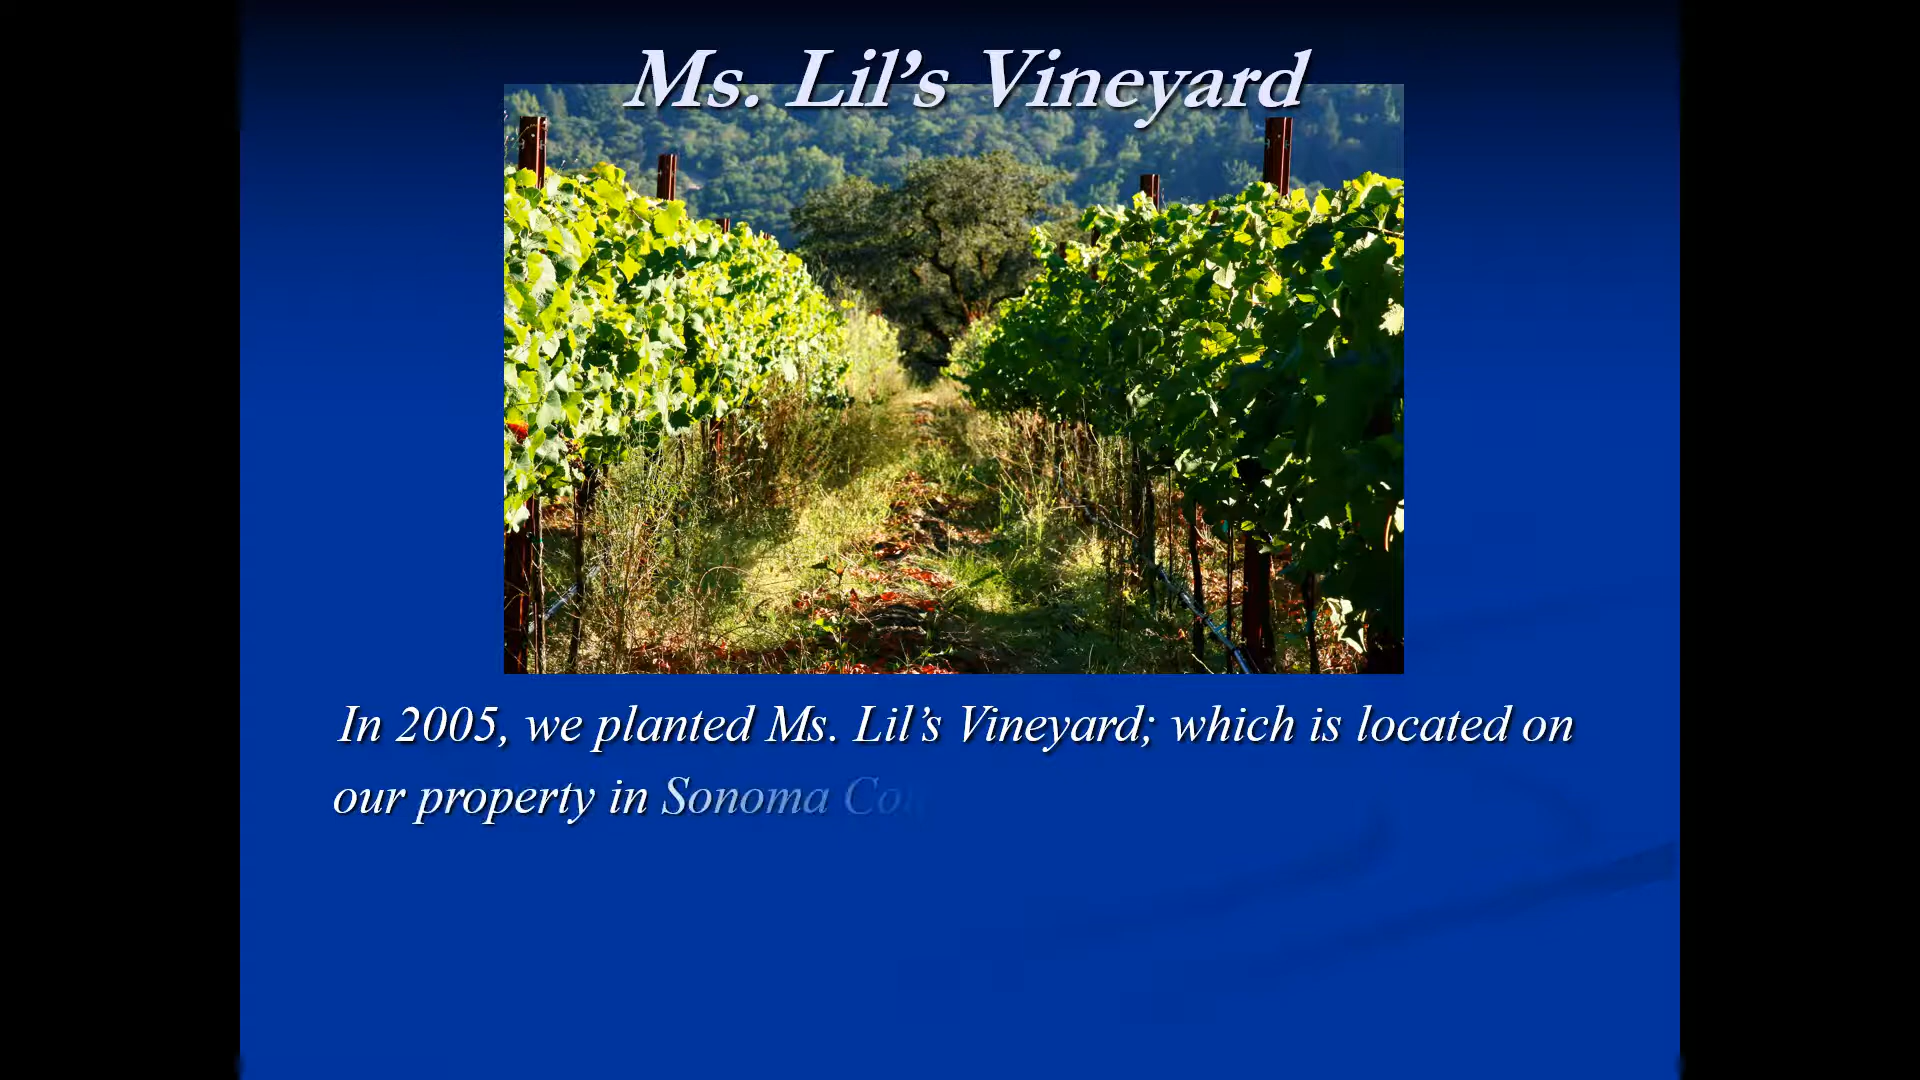 Ms. Lil’s Vineyard
In 2005, we planted Ms. Lil’s Vineyard; which is located on
our property in Sonoma